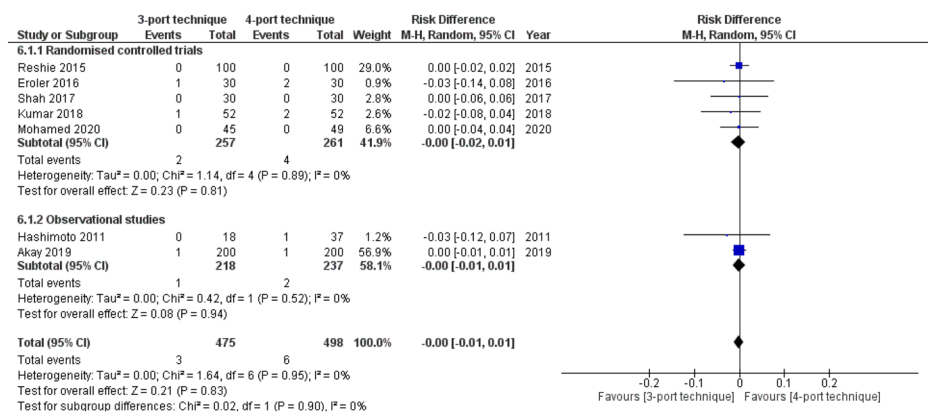 3-port technique 4-port technique Risk Difference Risk Difference
Study or Subgroup Events Total Events Total Weight M-H, Random, 95% CI Year M-H, Random, 95% CI
6.1.1 Randomised controlled trials
Reshie 2015 0 100 0 100 29.0% 0.00 [-0.02, 0.02] 2015
Eroler 2016 1 30 2 30 0.9% -0.03 [-0.14, 0.08] 2016
Shah 2017 0 30 0 30 2.8% 0.00 [-0.06, 0.06] 2017
Kumar 2018 1 52 2 52 2.6% -0.02 [-0.08, 0.04] 2018
Mohamed 2020 0 45 0 49 6.6% 0.00 [-0.04, 0.04] 2020
Subtotal (95% CI) 257 261 41.9% -0.00 [-0.02, 0.01]
Total events 2 4
Heterogeneity: Tau² = 0.00; Chi² = 1.14, df = 4 (P = 0.89); I² = 0%
Test for overall effect: Z = 0.23 (P = 0.81)
6.1.2 Observational studies
Hashimoto 2011 0 18 1 37 1.2% -0.03 [-0.12, 0.07] 2011
Akay 2019 1 200 1 200 56.9% 0.00 [-0.01, 0.01] 2019
Subtotal (95% CI) 218 237 58.1% -0.00 [-0.01, 0.01]
Total events 1 2
Heterogeneity: Tau² = 0.00; Chi² = 0.42, df = 1 (P = 0.52); I² = 0%
Test for overall effect: Z = 0.08 (P = 0.94)
Total (95% CI) 475 498 100.0% -0.00 [-0.01, 0.01]
Total events 3 6
Heterogeneity: Tau² = 0.00; Chi² = 1.64, df = 6 (P = 0.95); I² = 0%
Test for overall effect: Z = 0.21 (P = 0.83)
Test for subgroup differences: Chi² = 0.02, df = 1 (P = 0.90), I² = 0%
-0.2 -0.1 0 0.1 0.2
Favours [3-port technique] Favours [4-port technique]